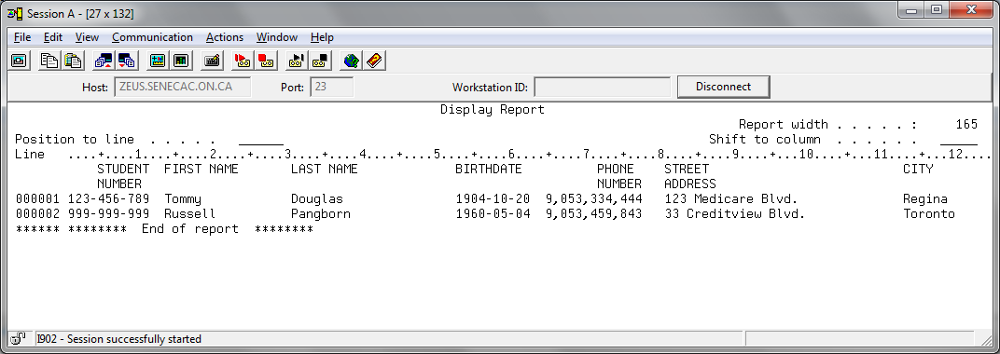 Session A - [27 x 132]
File Edit View Communication Actions Window Help
Host: ZEUS.SENECAC.ON.CA Port: 23 Workstation ID: Disconnect
Display Report
Report width . . . . . : 165
Position to line . . . . . Shift to column . . . . . .
Line ....+....1....+....2....+....3....+....4....+....5....+....6....+....7....+....8....+....9....+...10....+...11....+...12....
STUDENT FIRST NAME LAST NAME BIRTHDATE PHONE STREET CITY
NUMBER NUMBER ADDRESS
000001 123-456-789 Tommy Douglas 1904-10-20 9,053,334,444 123 Medicare Blvd. Regina
000002 999-999-999 Russell Pangborn 1960-05-04 9,053,459,843 33 Creditview Blvd. Toronto
****** ******** End of report ********
I902 - Session successfully started